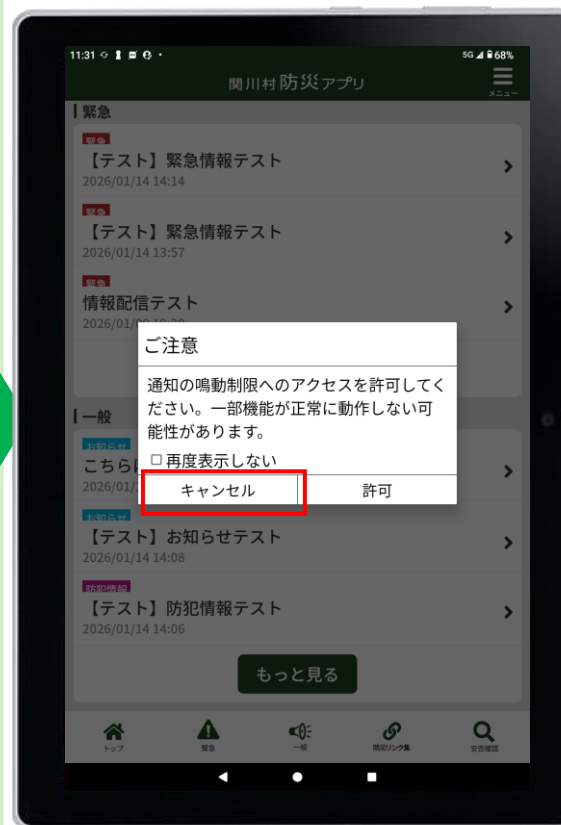 11:31
5G 68%
関川村防災アプリ
メニュー
緊急
緊急
【テスト】緊急情報テスト
2026/01/14 14:14
緊急
【テスト】緊急情報テスト
2026/01/14 13:57
緊急
情報配信テスト
2026/01/
ご注意
通知の鳴動制限へのアクセスを許可してく
ださい。一部機能が正常に動作しない可
能性があります。
再度表示しない
キャンセル
許可
一般
お知らせ
こちら
2026/01/
お知らせ
【テスト】お知らせテスト
2026/01/14 14:08
防犯情報
【テスト】防犯情報テスト
2026/01/14 14:06
もっと見る
トップ
緊急
一般
防災リンク集
安否確認